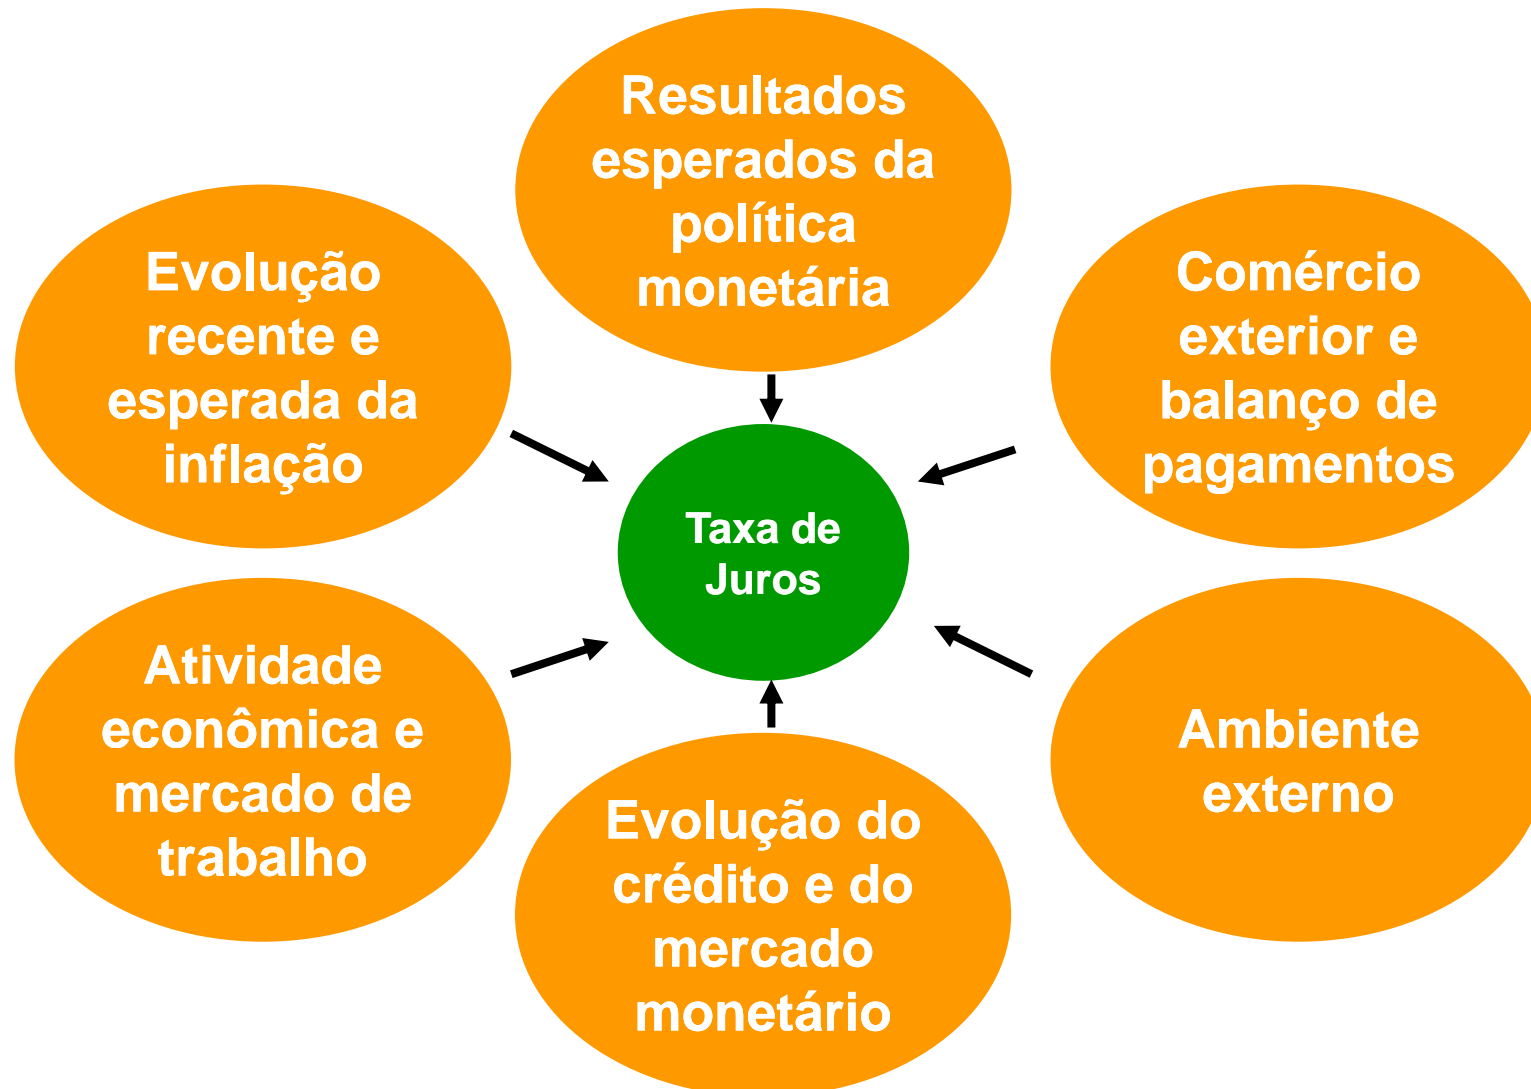 Resultados
esperados da
política
monetária
Evolução
recente e
esperada da
inflação
Comércio
exterior e
balanço de
pagamentos
Taxa de
Juros
Atividade
econômica e
mercado de
trabalho
Ambiente
externo
Evolução do
crédito e do
mercado
monetário